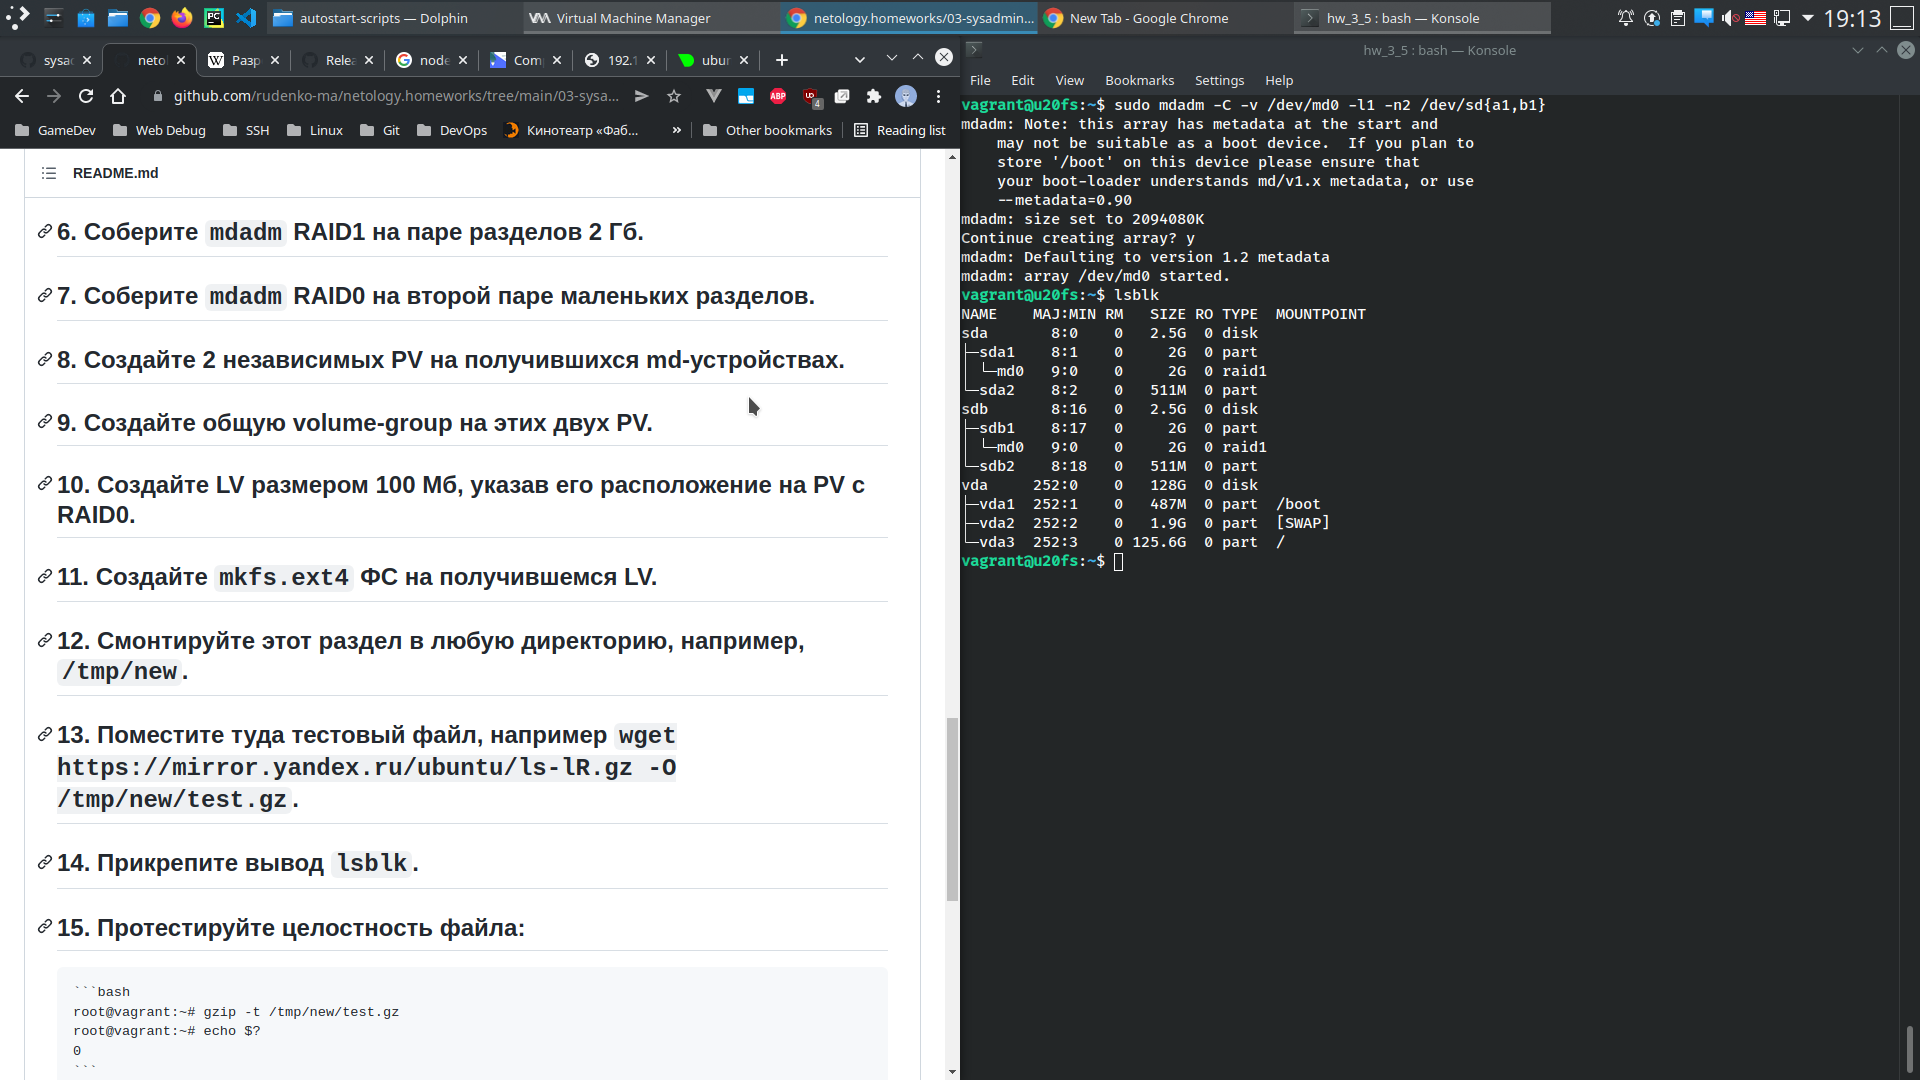 autostart-scripts — Dolphin
Virtual Machine Manager
netology.homeworks/03-sysadmin...
New Tab - Google Chrome
hw_3_5 : bash — Konsole
19:13
sysa
netol
Разр
Relea
node
Com
192.1
ubur
github.com/rudenko-ma/netology.homeworks/tree/main/03-sysa...
ABP
4
GameDev
Web Debug
SSH
Linux
Git
DevOps
Кинотеатр «Фаб...
»
Other bookmarks
Reading list
README.md
6. Соберите mdadm RAID1 на паре разделов 2 Гб.
7. Соберите mdadm RAID0 на второй паре маленьких разделов.
8. Создайте 2 независимых PV на получившихся md-устройствах.
9. Создайте общую volume-group на этих двух PV.
10. Создайте LV размером 100 Мб, указав его расположение на PV с
RAID0.
11. Создайте mkfs.ext4 ФС на получившемся LV.
12. Смонтируйте этот раздел в любую директорию, например,
/tmp/new.
13. Поместите туда тестовый файл, например wget
https://mirror.yandex.ru/ubuntu/ls-lR.gz -O
/tmp/new/test.gz.
14. Прикрепите вывод lsblk.
15. Протестируйте целостность файла:
```bash
root@vagrant:~# gzip -t /tmp/new/test.gz
root@vagrant:~# echo $?
0
```
hw_3_5 : bash — Konsole
File Edit View Bookmarks Settings Help
vagrant@u20fs:~$ sudo mdadm -C -v /dev/md0 -l1 -n2 /dev/sd{a1,b1}
mdadm: Note: this array has metadata at the start and
    may not be suitable as a boot device.  If you plan to
    store '/boot' on this device please ensure that
    your boot-loader understands md/v1.x metadata, or use
    --metadata=0.90
mdadm: size set to 2094080K
Continue creating array? y
mdadm: Defaulting to version 1.2 metadata
mdadm: array /dev/md0 started.
vagrant@u20fs:~$ lsblk
NAME    MAJ:MIN RM   SIZE RO TYPE  MOUNTPOINT
sda       8:0    0   2.5G  0 disk
├─sda1    8:1    0     2G  0 part
│ └─md0   9:0    0     2G  0 raid1
└─sda2    8:2    0   511M  0 part
sdb       8:16   0   2.5G  0 disk
├─sdb1    8:17   0     2G  0 part
│ └─md0   9:0    0     2G  0 raid1
└─sdb2    8:18   0   511M  0 part
vda     252:0    0   128G  0 disk
├─vda1  252:1    0   487M  0 part  /boot
├─vda2  252:2    0   1.9G  0 part  [SWAP]
└─vda3  252:3    0 125.6G  0 part  /
vagrant@u20fs:~$